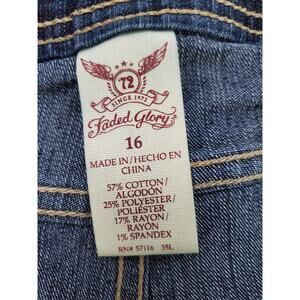 72
SINCE 1972
Faded Glory
16
MADE IN/HECHO EN
CHINA
57% COTTON/
ALGODÓN
25% POLYESTER/
POLIÉSTER
17% RAYON/
RAYÓN
1% SPANDEX
RN# 57116 35L